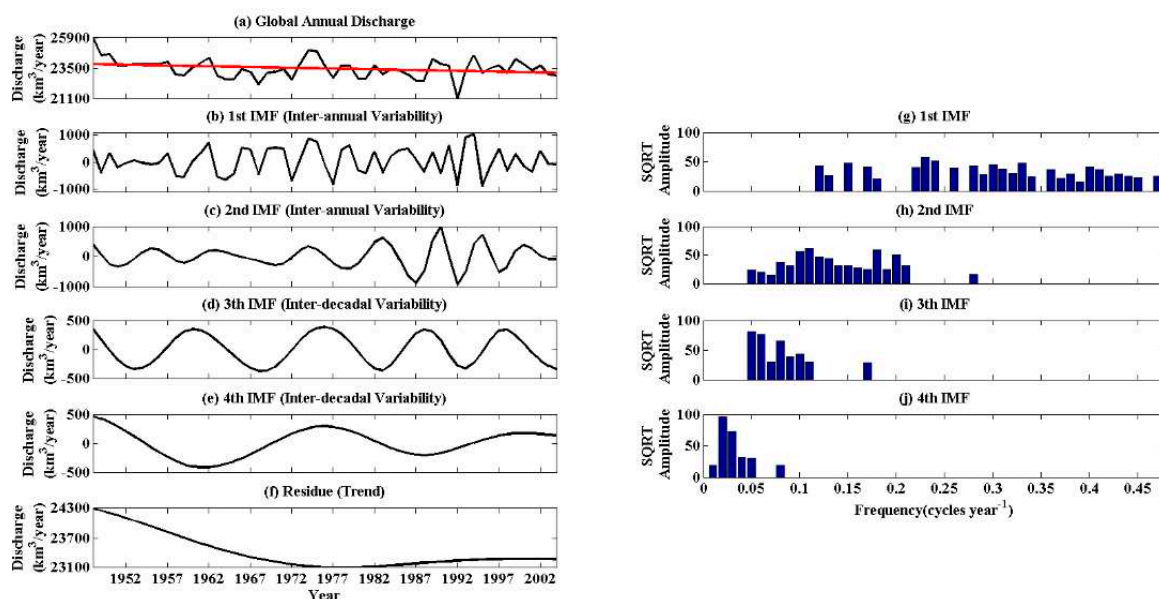 (a) Global Annual Discharge
Discharge
(km³/year)
25900
23500
21100
(b) 1st IMF (Inter-annual Variability)
Discharge
(km³/year)
1000
0
-1000
(c) 2nd IMF (Inter-annual Variability)
Discharge
(km³/year)
1000
0
-1000
(d) 3th IMF (Inter-decadal Variability)
Discharge
(km³/year)
500
0
-500
(e) 4th IMF (Inter-decadal Variability)
Discharge
(km³/year)
500
0
-500
(f) Residue (Trend)
Discharge
(km³/year)
24300
23700
23100
1952 1957 1962 1967 1972 1977 1982 1987 1992 1997 2002
Year
(g) 1st IMF
SQRT
Amplitude
100
50
0
(h) 2nd IMF
SQRT
Amplitude
100
50
0
(i) 3th IMF
SQRT
Amplitude
100
50
0
(j) 4th IMF
SQRT
Amplitude
100
50
0
0 0.05 0.1 0.15 0.2 0.25 0.3 0.35 0.4 0.45
Frequency(cycles year⁻¹)